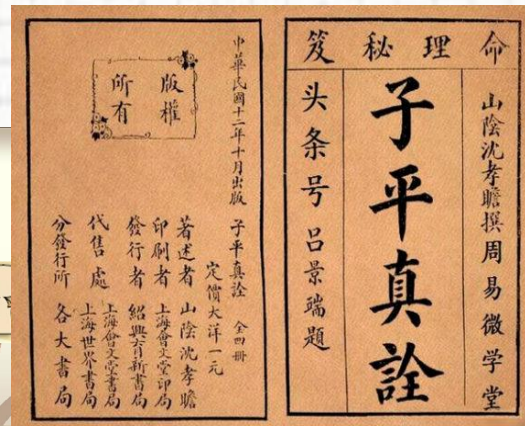 命理秘笈
山陰沈孝瞻撰周易微学堂
子平真詮
头条号吕景端題
中華民國十二年十月出版
版權
所有
子平真詮 全四冊
定價大洋一元
著述者 山陰沈孝瞻
印刷者 上海會文堂印局
發行者 紹興育新書局
代售處 上海會文堂書局
上海世界書局
分發行所 各大書局